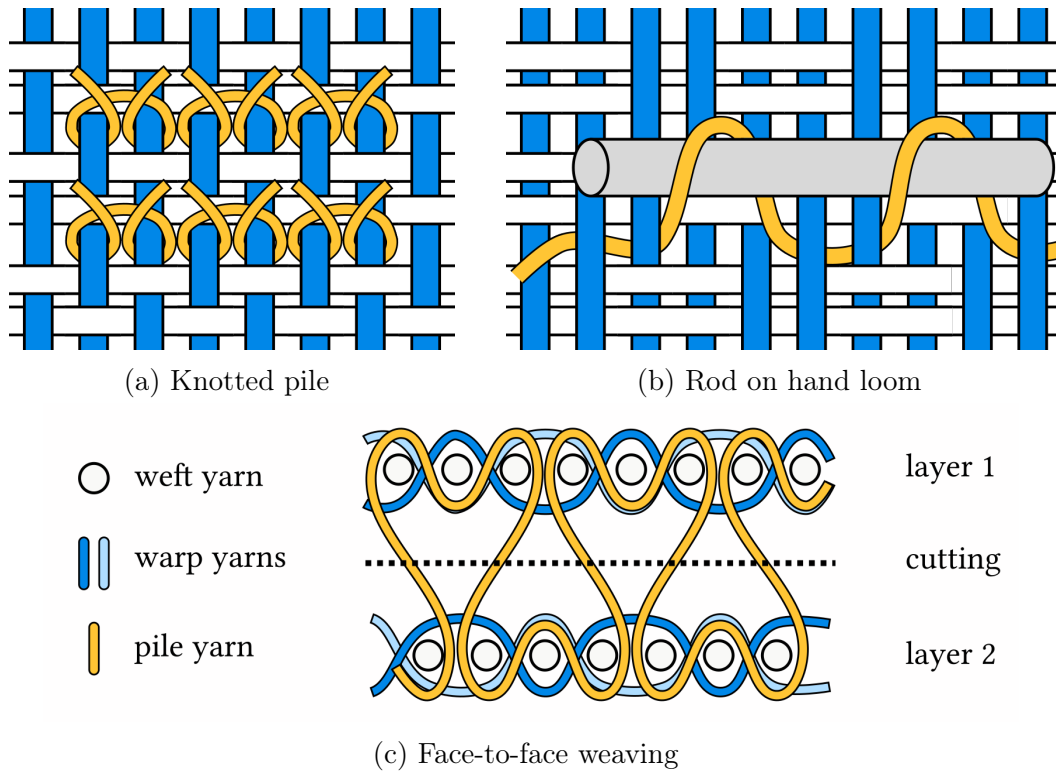 (a) Knotted pile
(b) Rod on hand loom
weft yarn
warp yarns
pile yarn
layer 1
cutting
layer 2
(c) Face-to-face weaving